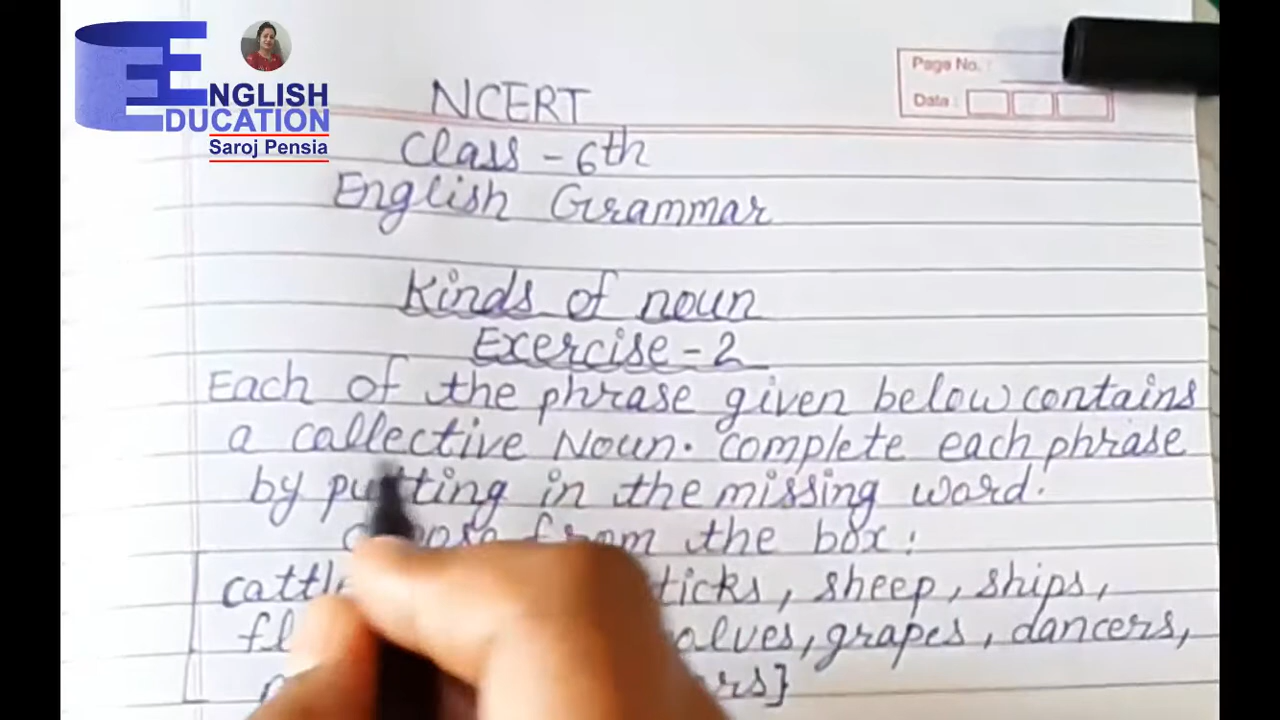 ENGLISH
EDUCATION
Saroj Pensia
Page No.
Data :
NCERT
Class - 6th
English Grammar
Kinds of noun
Exercise - 2
Each of the phrase given below contains
a collective Noun. complete each phrase
by putting in the missing word.
from the box :
sheep, ships,
grapes, dancers,